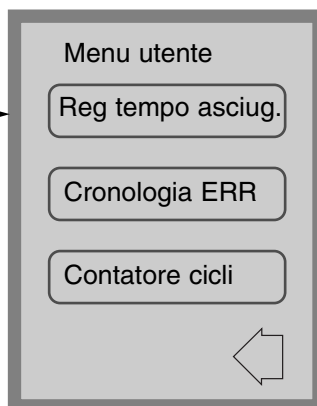 Menu utente
Reg tempo asciug.
Cronologia ERR
Contatore cicli